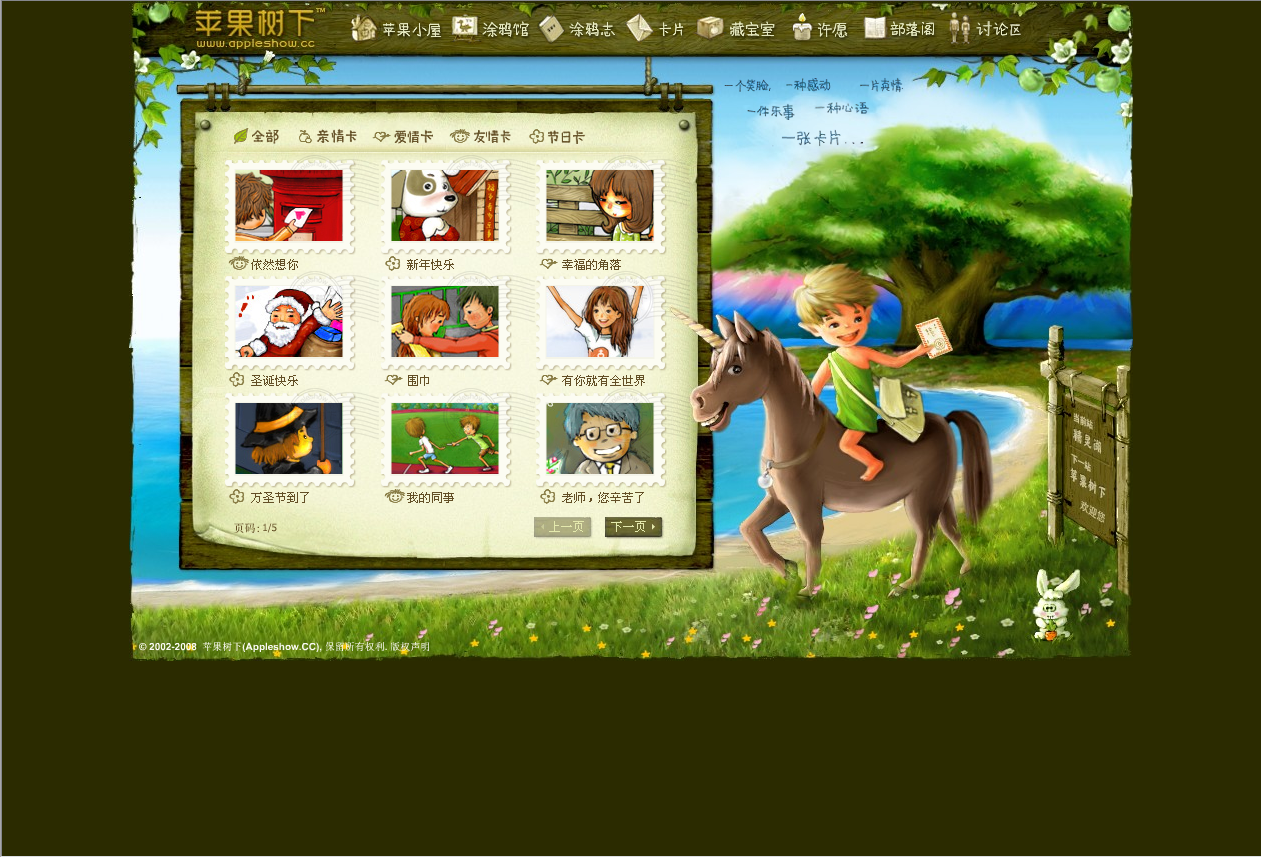 苹果树下™
www.appleshow.cc
苹果小屋 涂鸦馆 涂鸦志 卡片 藏宝室 许愿 部落阁 讨论区
一个笑脸, 一种感动 一片真情.
一件乐事 一种心语
一张卡片...
全部 亲情卡 爱情卡 友情卡 节日卡
依然想你 新年快乐 幸福的角落
圣诞快乐 围巾 有你就有全世界
万圣节到了 我的同事 老师，您辛苦了
页码: 1/5 上一页 下一页
下一站
苹果树下
欢迎您
© 2002-2008 苹果树下(Appleshow.CC), 保留所有权利. 版权声明